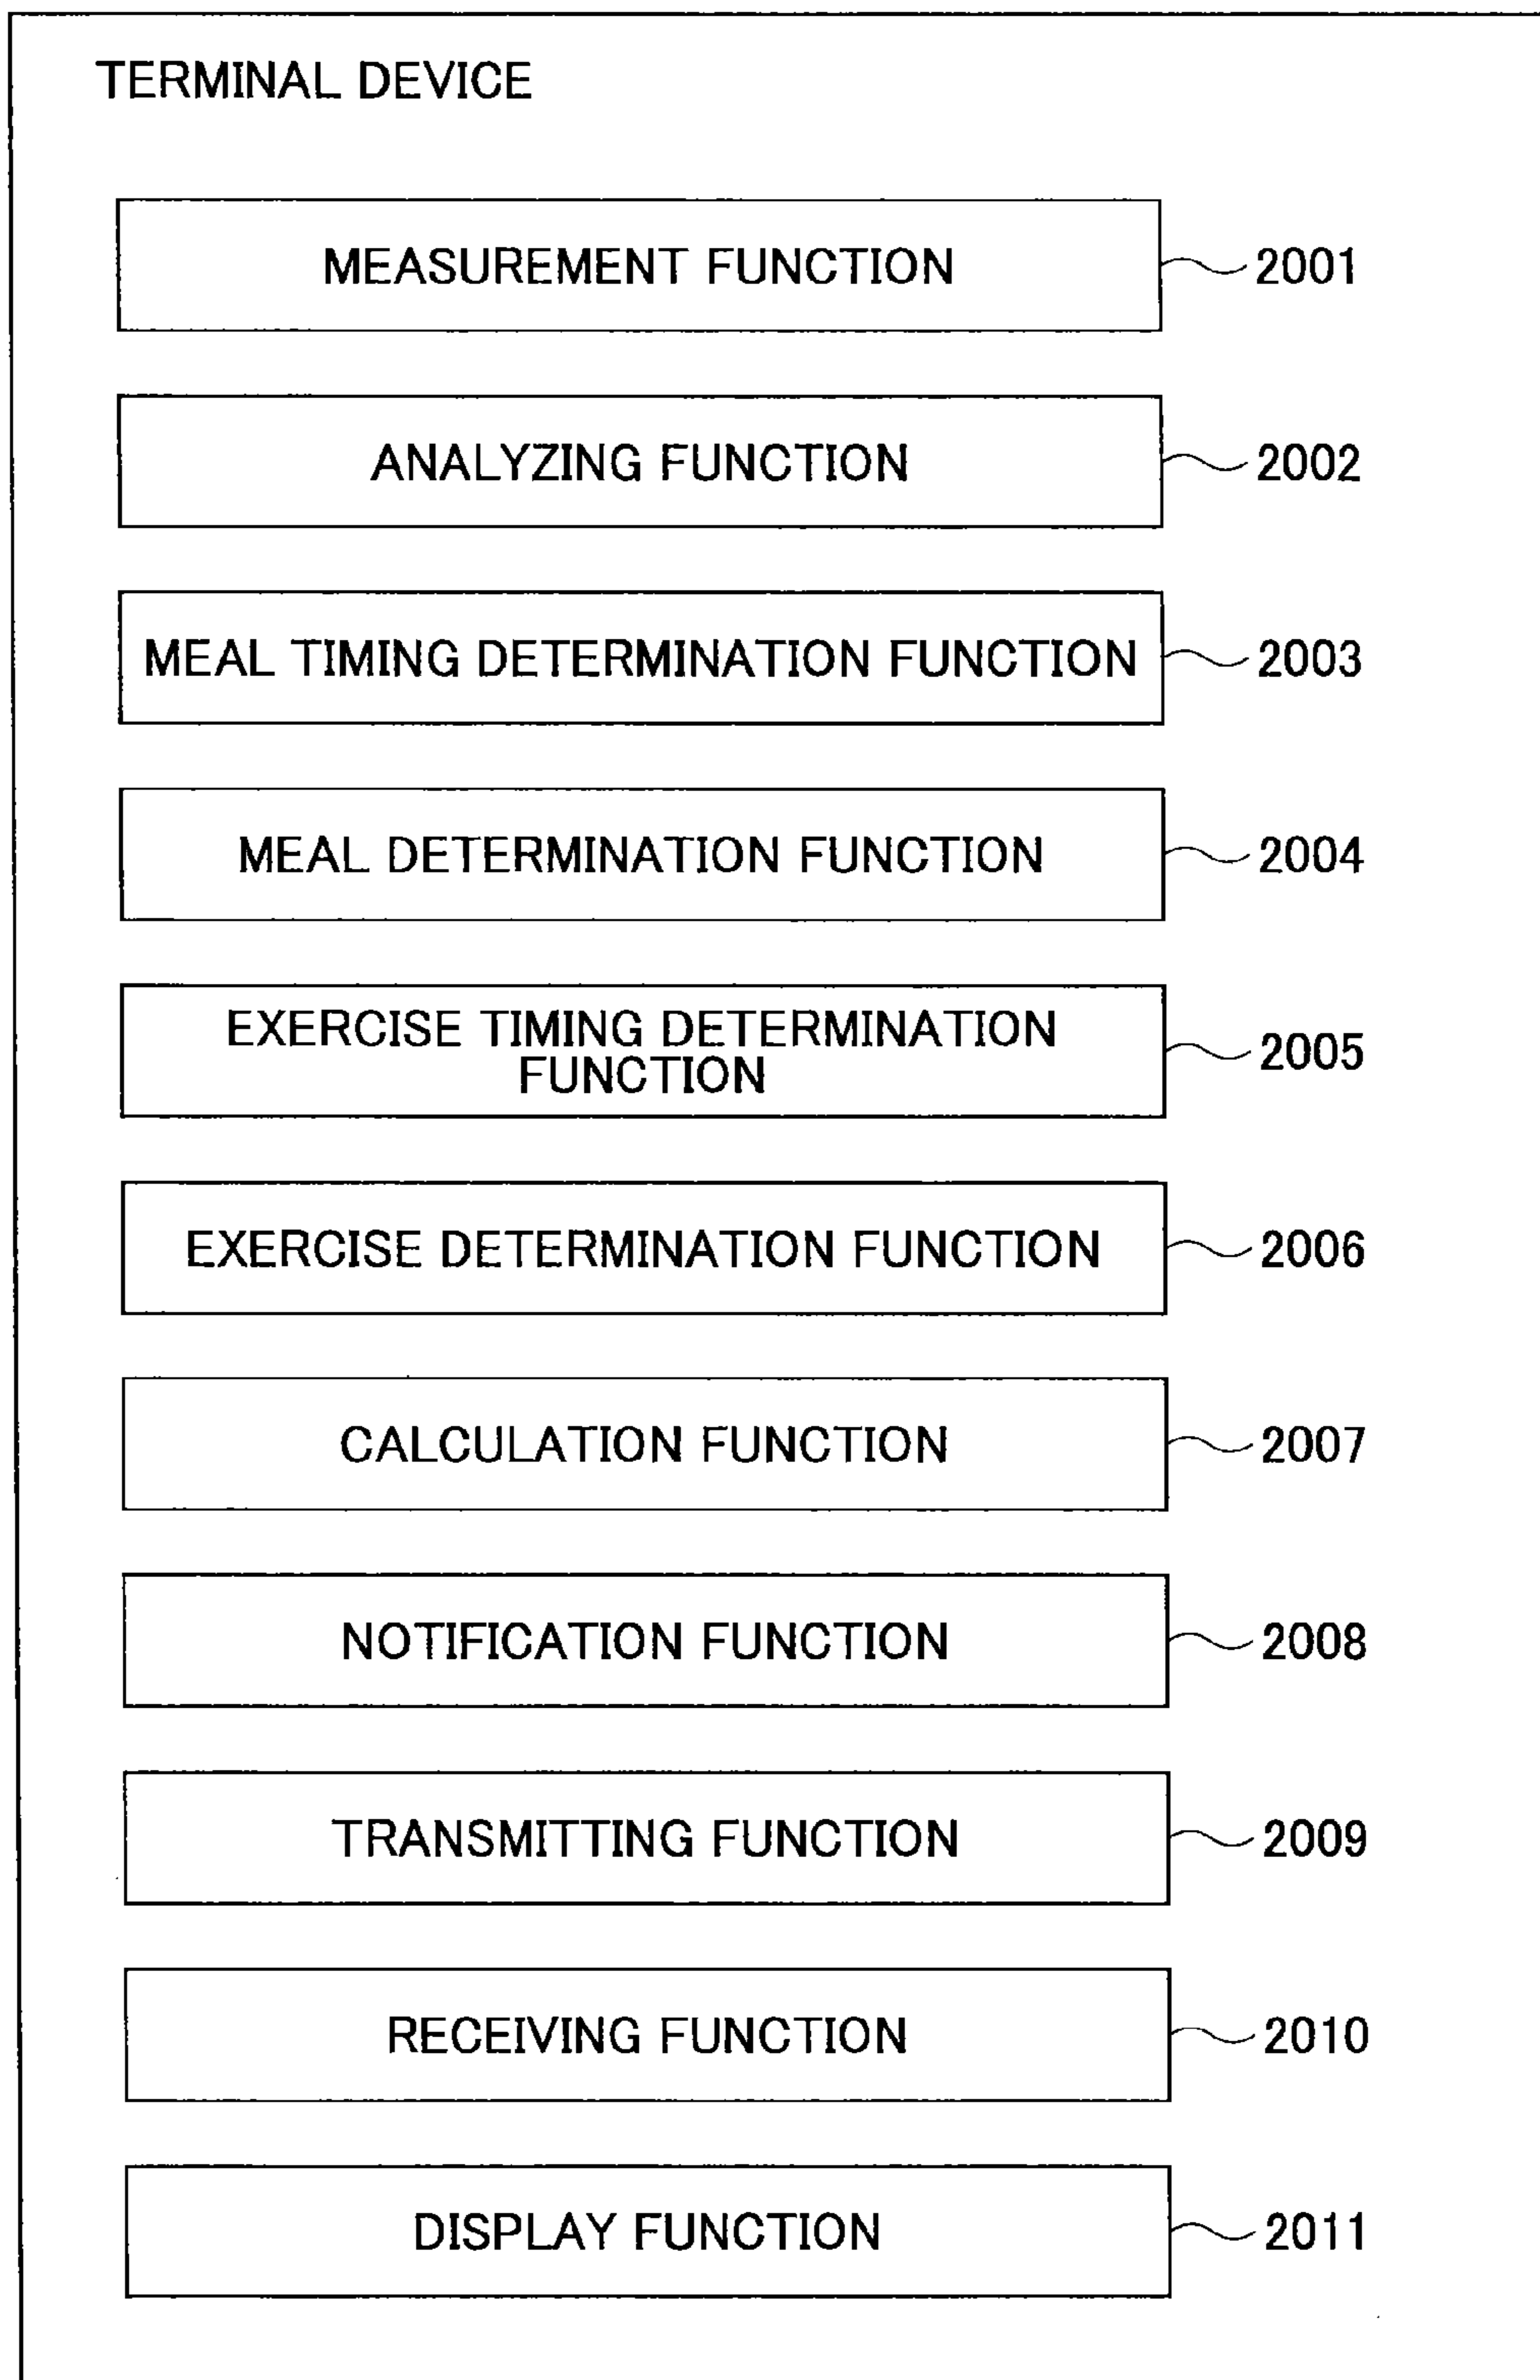 TERMINAL DEVICE
MEASUREMENT FUNCTION 2001
ANALYZING FUNCTION 2002
MEAL TIMING DETERMINATION FUNCTION 2003
MEAL DETERMINATION FUNCTION 2004
EXERCISE TIMING DETERMINATION
FUNCTION 2005
EXERCISE DETERMINATION FUNCTION 2006
CALCULATION FUNCTION 2007
NOTIFICATION FUNCTION 2008
TRANSMITTING FUNCTION 2009
RECEIVING FUNCTION 2010
DISPLAY FUNCTION 2011